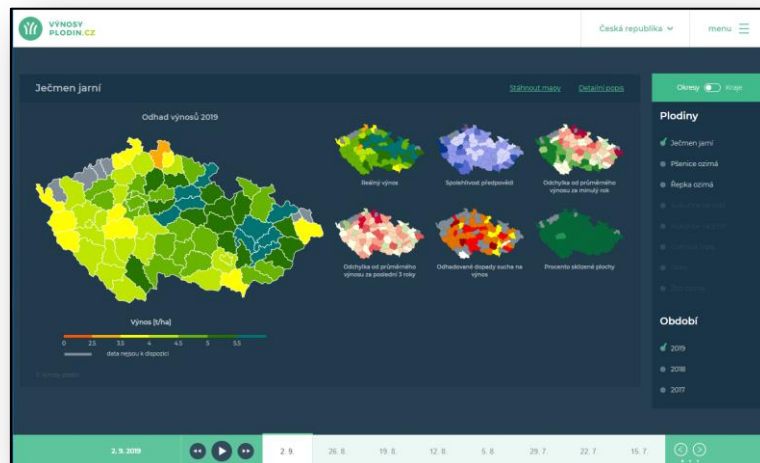 VÝNOSY
PLODIN.CZ
Česká republika
menu
Ječmen jarní
Stáhnout mapy
Detailní popis
Okresy
Kraje
Odhad výnosů 2019
Reálný výnos
Spolehlivost předpovědi
Odchylka od průměrného
výnosu za minulý rok
Odchylka od průměrného
výnosu za poslední 3 roky
Odhadované dopady sucha na
výnos
Procento sklizené plochy
Výnos [t/ha]
0 2.5 3.5 4 4.5 5 5.5
data nejsou k dispozici
Plodiny
Ječmen jarní
Pšenice ozimá
Řepka ozimá
Období
2019
2018
2017
2. 9. 2019
2. 9.
26. 8.
19. 8.
12. 8.
5. 8.
29. 7.
22. 7
15. 7.